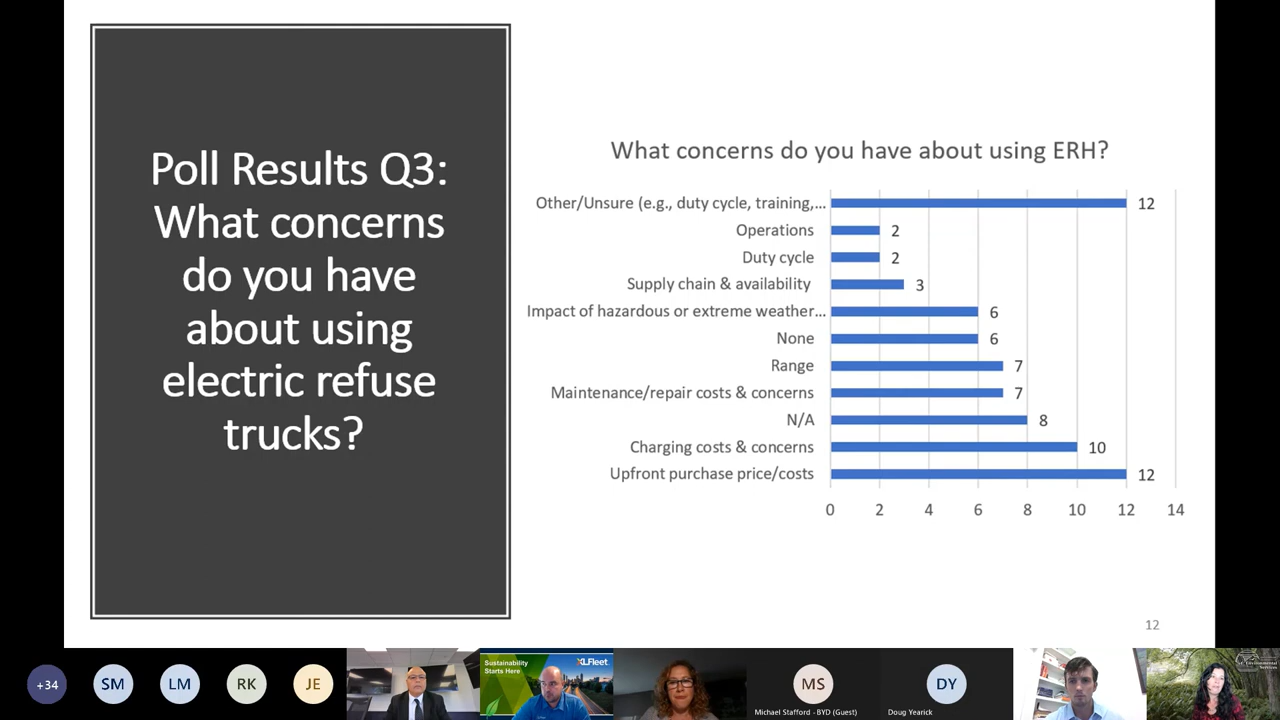 Poll Results Q3:
What concerns
do you have
about using
electric refuse
trucks?
What concerns do you have about using ERH?
Other/Unsure (e.g., duty cycle, training,... 12
Operations 2
Duty cycle 2
Supply chain & availability 3
Impact of hazardous or extreme weather... 6
None 6
Range 7
Maintenance/repair costs & concerns 7
N/A 8
Charging costs & concerns 10
Upfront purchase price/costs 12
0 2 4 6 8 10 12 14
12
+34 SM LM RK JE MS DY
Sustainability
Starts Here
XLFleet
Michael Stafford - BYD (Guest)
Doug Yearick